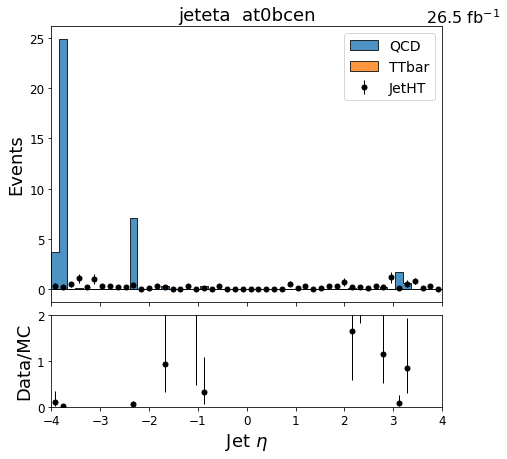 jeteta at0bcen
26.5 fb⁻¹
QCD
TTbar
JetHT
Events
25
20
15
10
5
0
Data/MC
2
1
0
−4 −3 −2 −1 0 1 2 3 4
Jet η